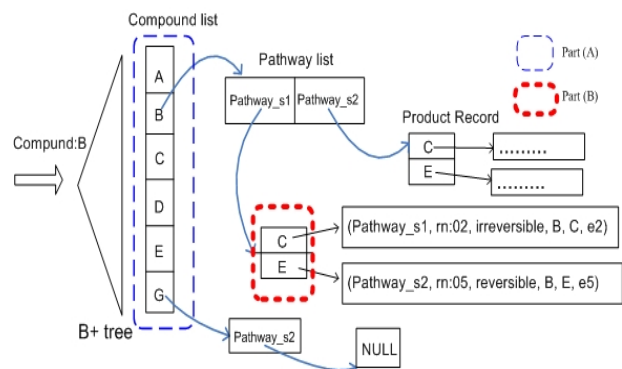 Compound list
A
B
C
D
E
G
Compund:B
B+ tree
Pathway list
Pathway_s1
Pathway_s2
Part (A)
Part (B)
Product Record
C
.........
E
.........
C
(Pathway_s1, rn:02, irreversible, B, C, e2)
E
(Pathway_s2, rn:05, reversible, B, E, e5)
Pathway_s2
NULL